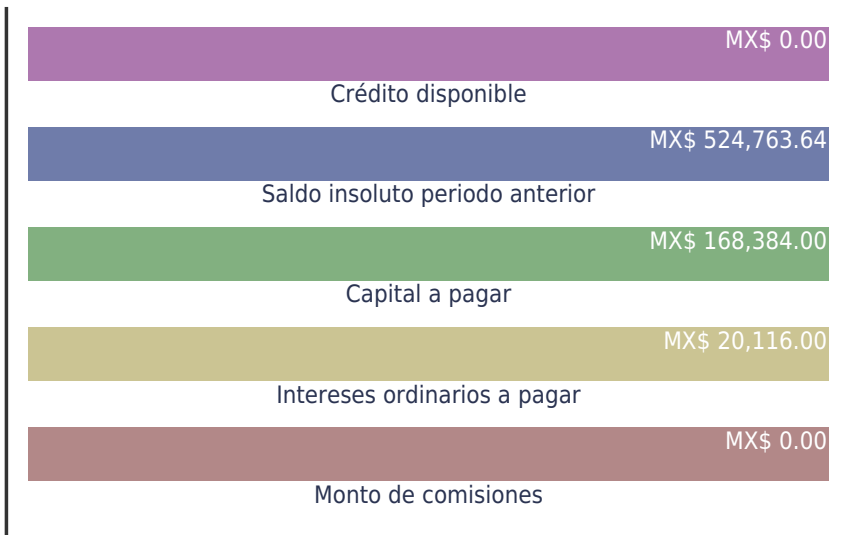 MX$ 0.00
Crédito disponible
MX$ 524,763.64
Saldo insoluto periodo anterior
MX$ 168,384.00
Capital a pagar
MX$ 20,116.00
Intereses ordinarios a pagar
MX$ 0.00
Monto de comisiones